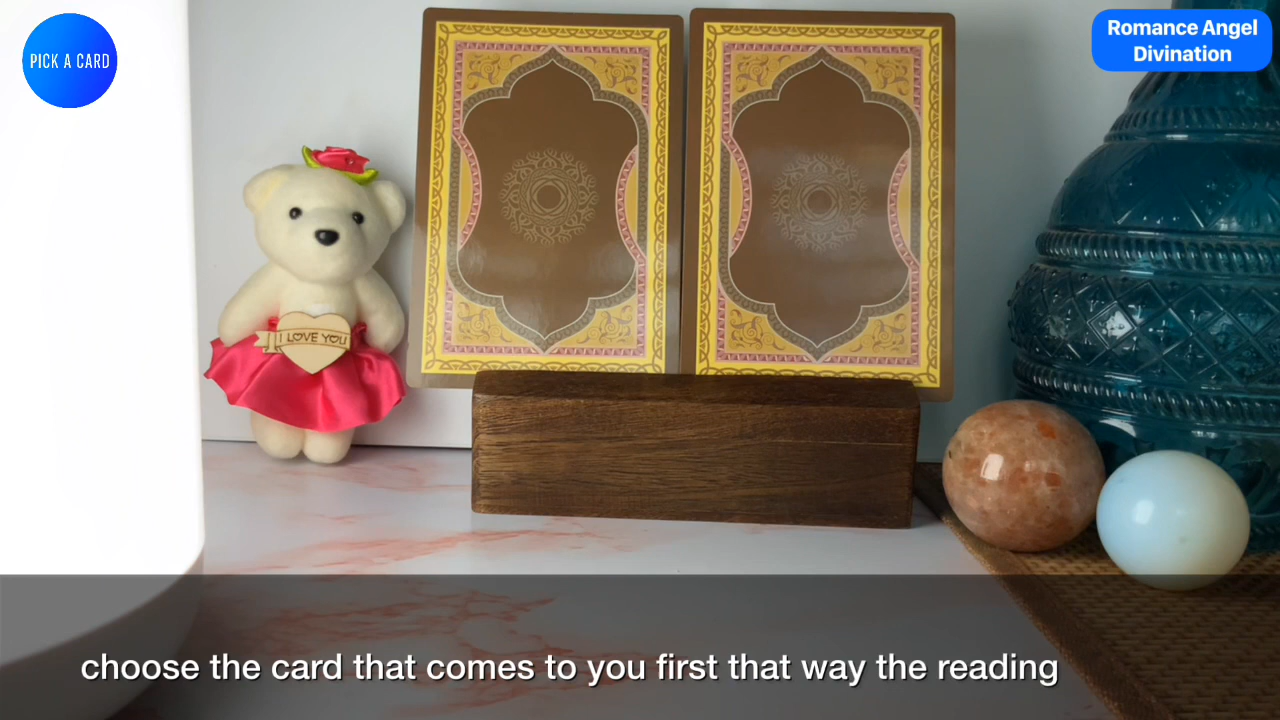 PICK A CARD
Romance Angel
Divination
I LOVE YOU
choose the card that comes to you first that way the reading